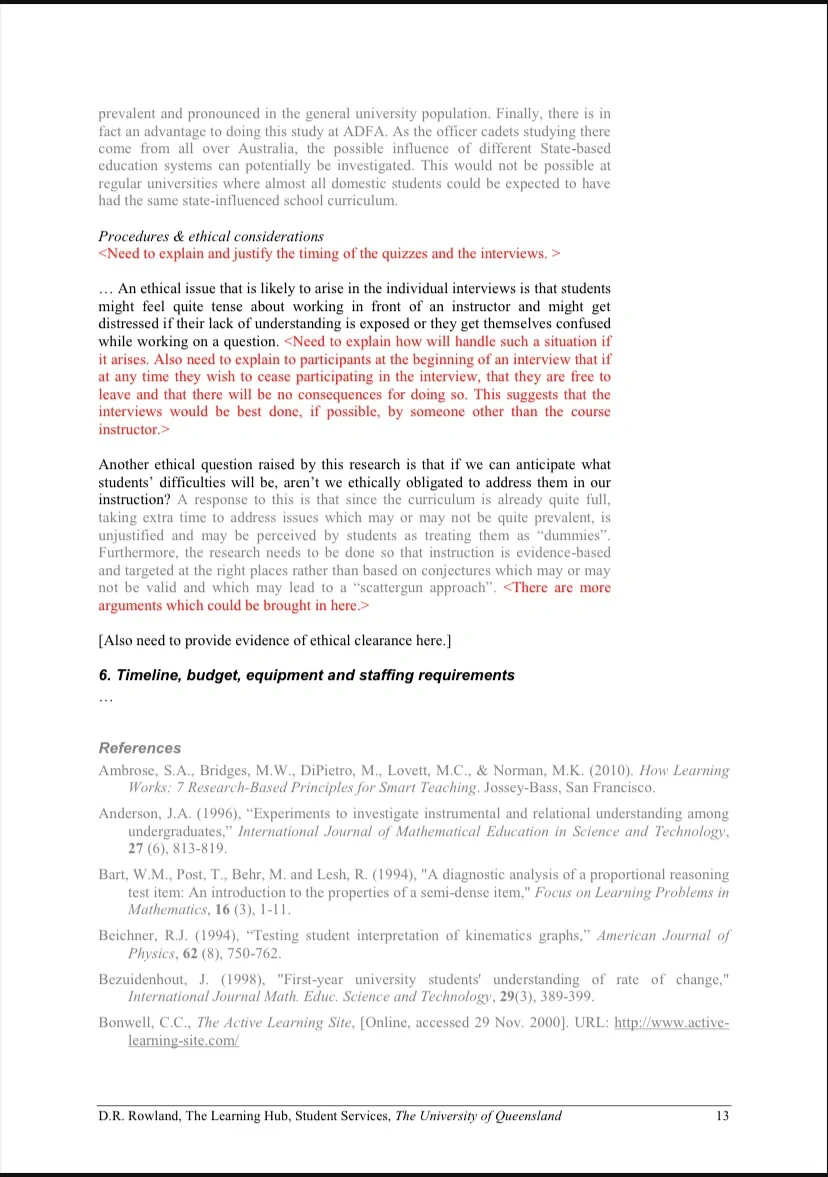 prevalent and pronounced in the general university population. Finally, there is in
fact an advantage to doing this study at ADFA. As the officer cadets studying there
come from all over Australia, the possible influence of different State-based
education systems can potentially be investigated. This would not be possible at
regular universities where almost all domestic students could be expected to have
had the same state-influenced school curriculum.
Procedures & ethical considerations
<Need to explain and justify the timing of the quizzes and the interviews. >
… An ethical issue that is likely to arise in the individual interviews is that students
might feel quite tense about working in front of an instructor and might get
distressed if their lack of understanding is exposed or they get themselves confused
while working on a question. <Need to explain how will handle such a situation if
it arises. Also need to explain to participants at the beginning of an interview that if
at any time they wish to cease participating in the interview, that they are free to
leave and that there will be no consequences for doing so. This suggests that the
interviews would be best done, if possible, by someone other than the course
instructor.>
Another ethical question raised by this research is that if we can anticipate what
students’ difficulties will be, aren’t we ethically obligated to address them in our
instruction? A response to this is that since the curriculum is already quite full,
taking extra time to address issues which may or may not be quite prevalent, is
unjustified and may be perceived by students as treating them as “dummies”.
Furthermore, the research needs to be done so that instruction is evidence-based
and targeted at the right places rather than based on conjectures which may or may
not be valid and which may lead to a “scattergun approach”. <There are more
arguments which could be brought in here.>
[Also need to provide evidence of ethical clearance here.]
6. Timeline, budget, equipment and staffing requirements
…
References
Ambrose, S.A., Bridges, M.W., DiPietro, M., Lovett, M.C., & Norman, M.K. (2010). How Learning
Works: 7 Research-Based Principles for Smart Teaching. Jossey-Bass, San Francisco.
Anderson, J.A. (1996), “Experiments to investigate instrumental and relational understanding among
undergraduates,” International Journal of Mathematical Education in Science and Technology,
27 (6), 813-819.
Bart, W.M., Post, T., Behr, M. and Lesh, R. (1994), "A diagnostic analysis of a proportional reasoning
test item: An introduction to the properties of a semi-dense item," Focus on Learning Problems in
Mathematics, 16 (3), 1-11.
Beichner, R.J. (1994), “Testing student interpretation of kinematics graphs,” American Journal of
Physics, 62 (8), 750-762.
Bezuidenhout, J. (1998), "First-year university students' understanding of rate of change,"
International Journal Math. Educ. Science and Technology, 29(3), 389-399.
Bonwell, C.C., The Active Learning Site, [Online, accessed 29 Nov. 2000]. URL: http://www.active-
learning-site.com/
D.R. Rowland, The Learning Hub, Student Services, The University of Queensland 13